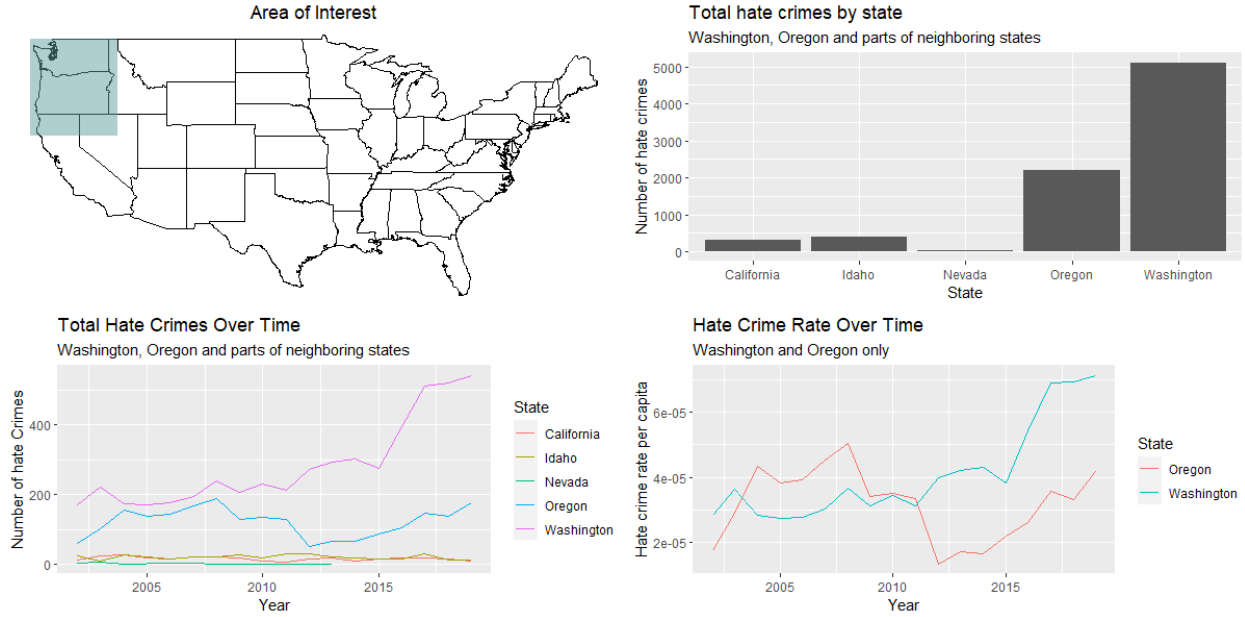 Area of Interest
Total hate crimes by state
Washington, Oregon and parts of neighboring states
Number of hate crimes
5000
4000
3000
2000
1000
0
California
Idaho
Nevada
Oregon
Washington
State
Total Hate Crimes Over Time
Washington, Oregon and parts of neighboring states
Number of hate Crimes
400
200
0
2005
2010
2015
Year
State
California
Idaho
Nevada
Oregon
Washington
Hate Crime Rate Over Time
Washington and Oregon only
Hate crime rate per capita
6e-05
4e-05
2e-05
2005
2010
2015
Year
State
Oregon
Washington